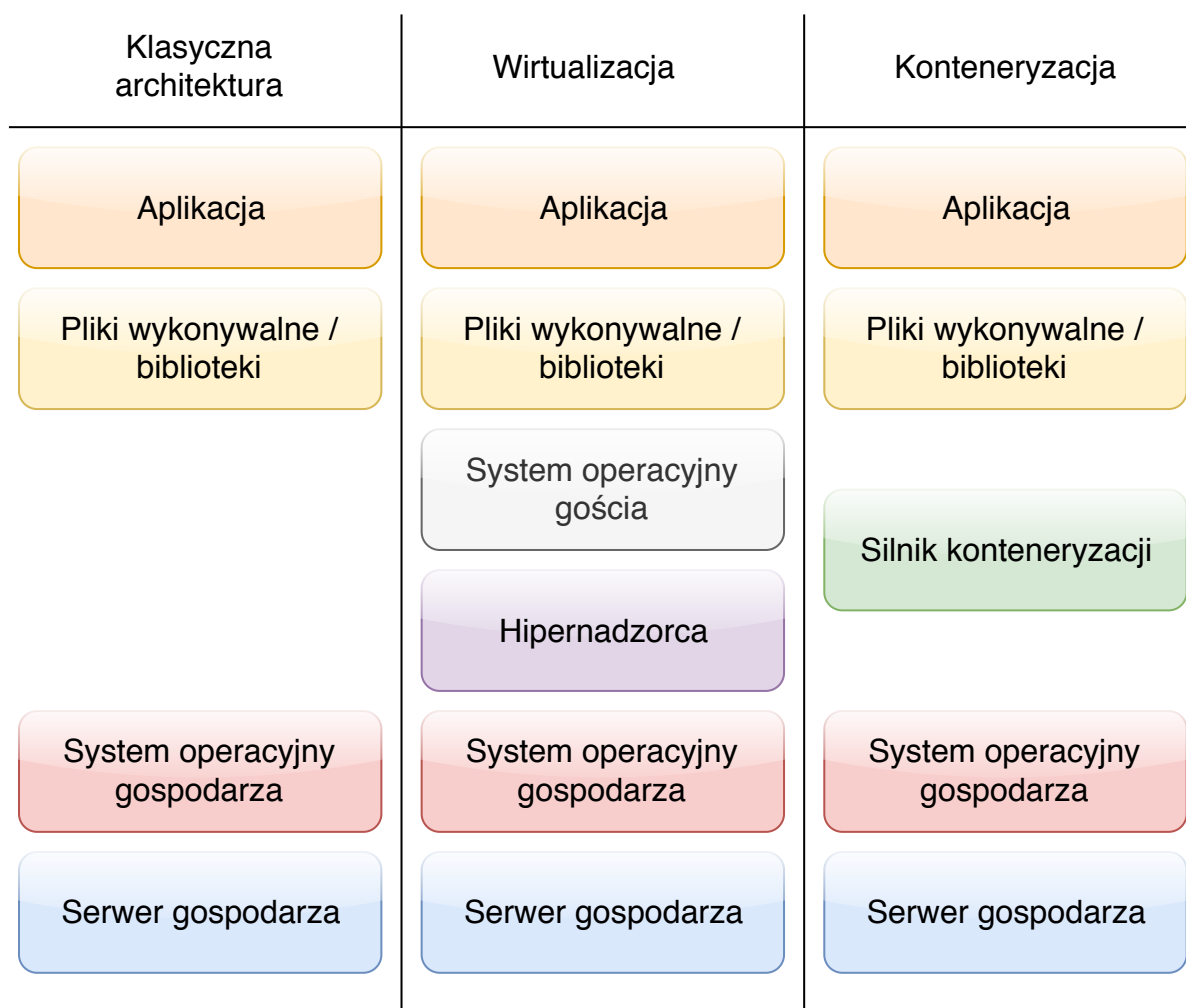 Klasyczna
architektura
Wirtualizacja
Konteneryzacja
Aplikacja
Aplikacja
Aplikacja
Pliki wykonywalne /
biblioteki
Pliki wykonywalne /
biblioteki
Pliki wykonywalne /
biblioteki
System operacyjny
gościa
Silnik konteneryzacji
Hipernadzorca
System operacyjny
gospodarza
System operacyjny
gospodarza
System operacyjny
gospodarza
Serwer gospodarza
Serwer gospodarza
Serwer gospodarza